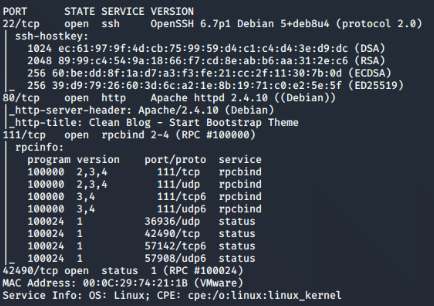 PORT STATE SERVICE VERSION
22/tcp open ssh OpenSSH 6.7p1 Debian 5+deb8u4 (protocol 2.0)
| ssh-hostkey:
| 1024 ec:61:97:9f:4d:cb:75:99:59:d4:c1:c4:d4:3e:d9:dc (DSA)
| 2048 89:99:c4:54:9a:18:66:f7:cd:8e:ab:b6:aa:31:2e:c6 (RSA)
| 256 60:be:dd:8f:1a:d7:a3:f3:fe:21:cc:2f:11:30:7b:0d (ECDSA)
|_ 256 39:d9:79:26:60:3d:6c:a2:1e:8b:19:71:c0:e2:5e:5f (ED25519)
80/tcp open http Apache httpd 2.4.10 ((Debian))
|_http-server-header: Apache/2.4.10 (Debian)
|_http-title: Clean Blog - Start Bootstrap Theme
111/tcp open rpcbind 2-4 (RPC #100000)
| rpcinfo:
| program version port/proto service
| 100000 2,3,4 111/tcp rpcbind
| 100000 2,3,4 111/udp rpcbind
| 100000 3,4 111/tcp6 rpcbind
| 100000 3,4 111/udp6 rpcbind
| 100024 1 36936/udp status
| 100024 1 42490/tcp status
| 100024 1 57142/tcp6 status
|_ 100024 1 57908/udp6 status
42490/tcp open status 1 (RPC #100024)
MAC Address: 00:0C:29:74:21:1B (VMware)
Service Info: OS: Linux; CPE: cpe:/o:linux:linux_kernel